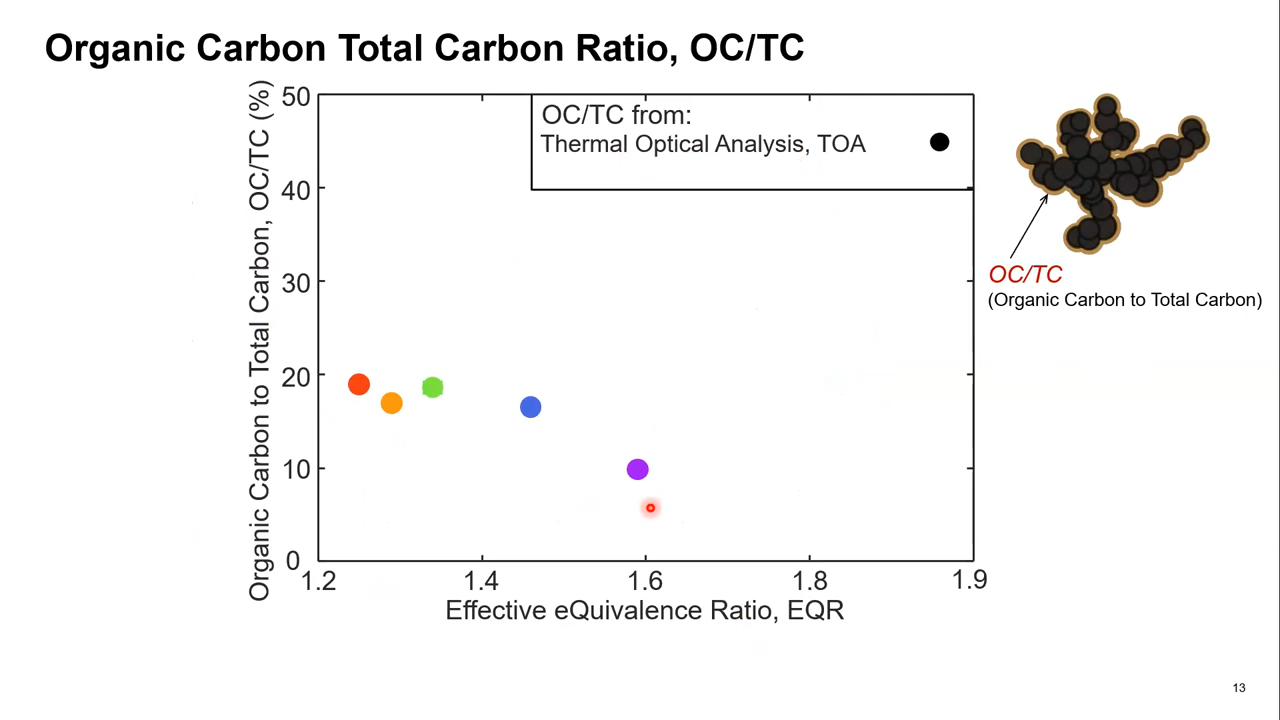 Organic Carbon Total Carbon Ratio, OC/TC
Organic Carbon to Total Carbon, OC/TC (%)
50
40
30
20
10
0
OC/TC from:
Thermal Optical Analysis, TOA
1.2
1.4
1.6
1.8
1.9
Effective eQuivalence Ratio, EQR
OC/TC
(Organic Carbon to Total Carbon)
13